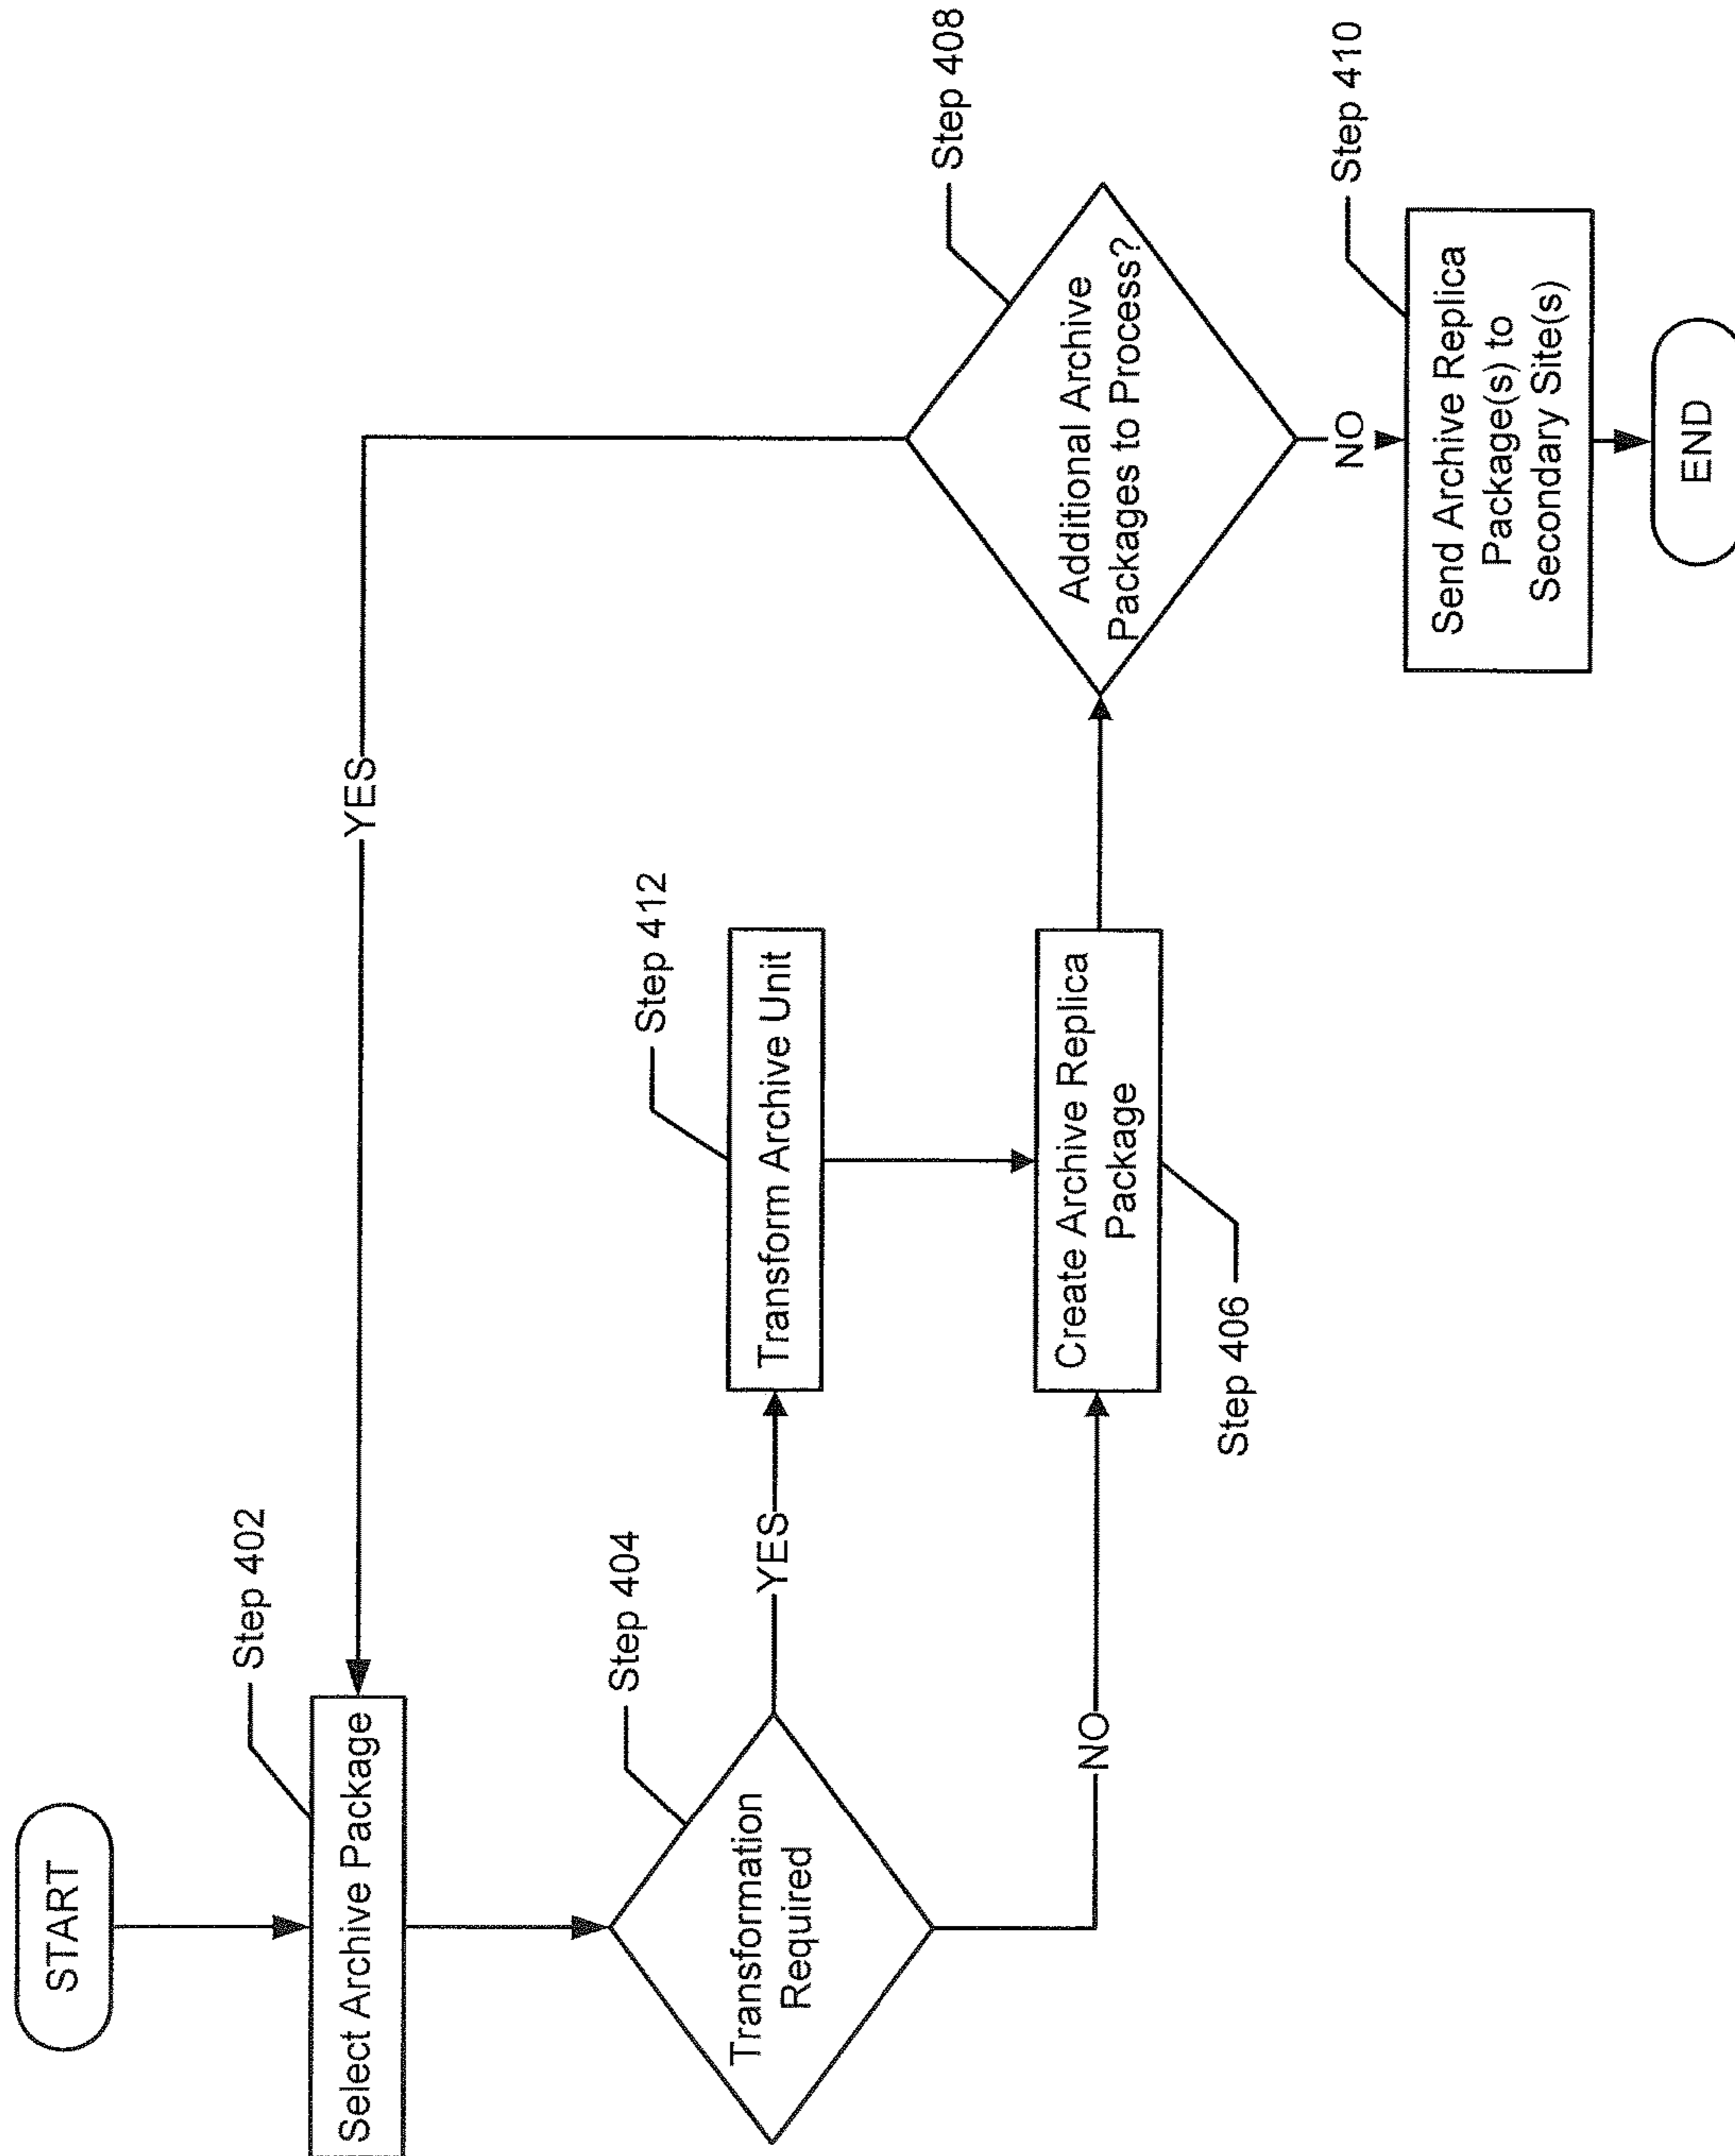 START
Step 402
Select Archive Package
YES
Step 404
Transformation
Required
YES
Step 412
Transform Archive Unit
NO
Create Archive Replica
Package
Step 406
Step 408
Additional Archive
Packages to Process?
NO
Step 410
Send Archive Replica
Package(s) to
Secondary Site(s)
END